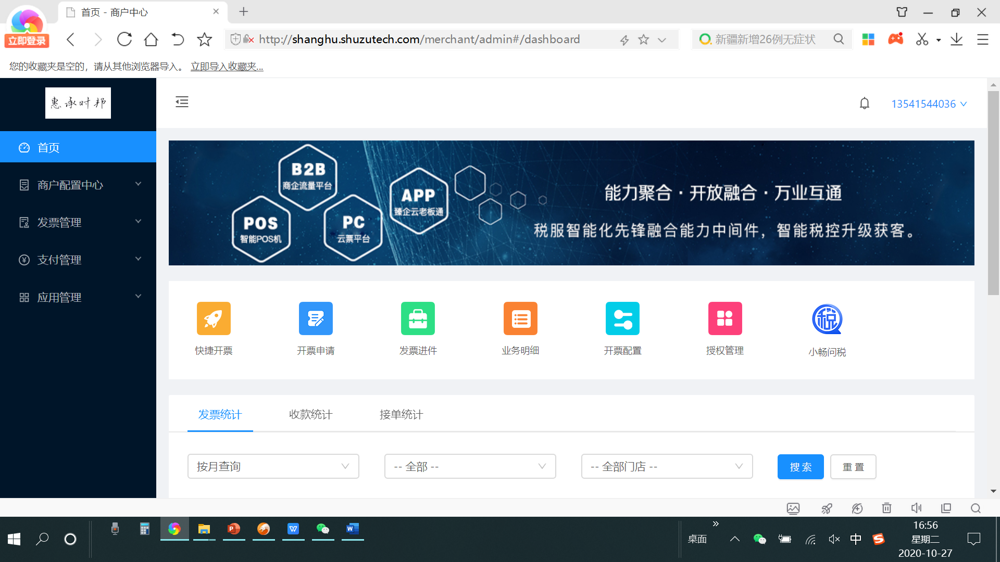 首页 - 商户中心
立即登录
http://shanghu.shuzutech.com/merchant/admin#/dashboard
新疆新增26例无症状
您的收藏夹是空的，请从其他浏览器导入。 立即导入收藏夹...
惠承时邦
13541544036
首页
商户配置中心
发票管理
支付管理
应用管理
B2B
商企流量平台
APP
臻企云老板通
POS
智能POS机
PC
云票平台
能力聚合·开放融合·万业互通
税服智能化先锋融合能力中间件，智能税控升级获客。
快捷开票
开票申请
发票进件
业务明细
开票配置
授权管理
税
小畅问税
发票统计
收款统计
接单统计
按月查询
-- 全部 --
-- 全部门店 --
搜 索
重 置
桌面
中
16:56
星期二
2020-10-27